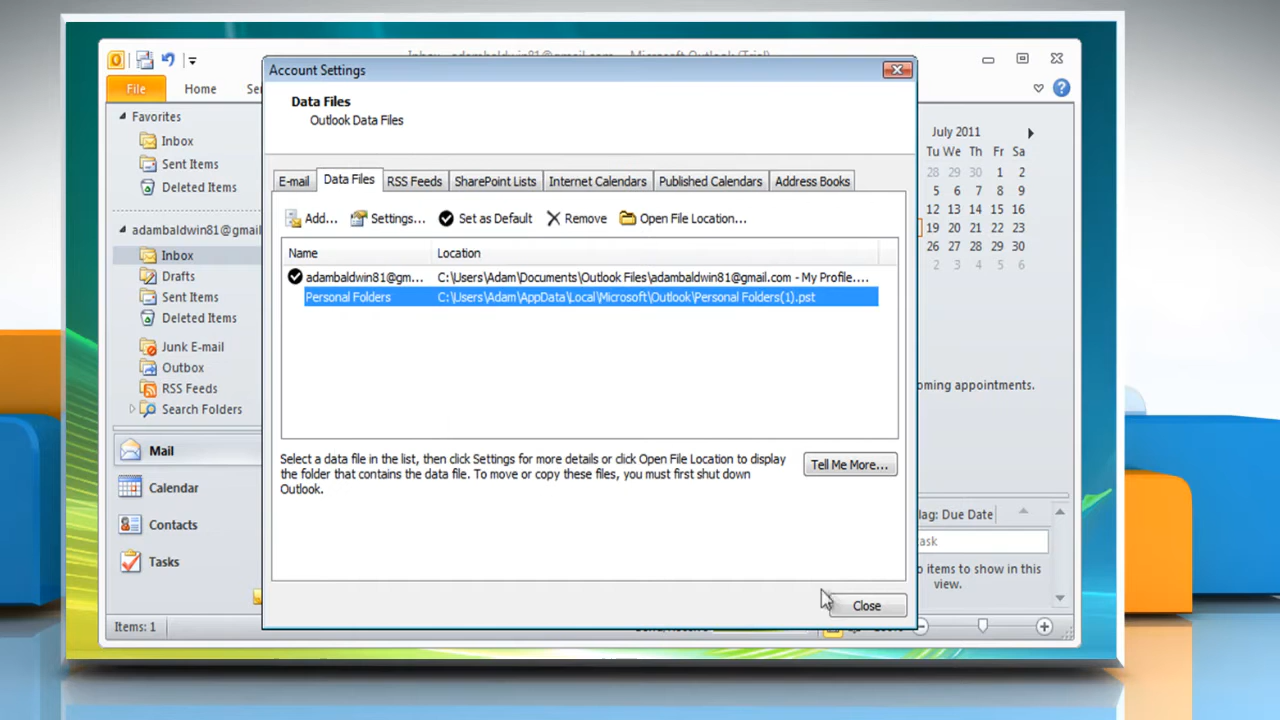 Account Settings
File
Home
Data Files
Outlook Data Files
Favorites
Inbox
Sent Items
Deleted Items
adambaldwin81@gmail
Inbox
Drafts
Sent Items
Deleted Items
Junk E-mail
Outbox
RSS Feeds
Search Folders
Mail
Calendar
Contacts
Tasks
Items: 1
E-mail Data Files RSS Feeds SharePoint Lists Internet Calendars Published Calendars Address Books
Add... Settings... Set as Default Remove Open File Location...
Name Location
adambaldwin81@gm... C:\Users\Adam\Documents\Outlook Files\adambaldwin81@gmail.com - My Profile....
Personal Folders C:\Users\Adam\AppData\Local\Microsoft\Outlook\Personal Folders(1).pst
Select a data file in the list, then click Settings for more details or click Open File Location to display
the folder that contains the data file. To move or copy these files, you must first shut down
Outlook.
Tell Me More...
Close
July 2011
Tu We Th Fr Sa
28 29 30 1 2
5 6 7 8 9
12 13 14 15 16
19 20 21 22 23
26 27 28 29 30
2 3 4 5 6
oming appointments.
lag: Due Date
task
o items to show in this
view.